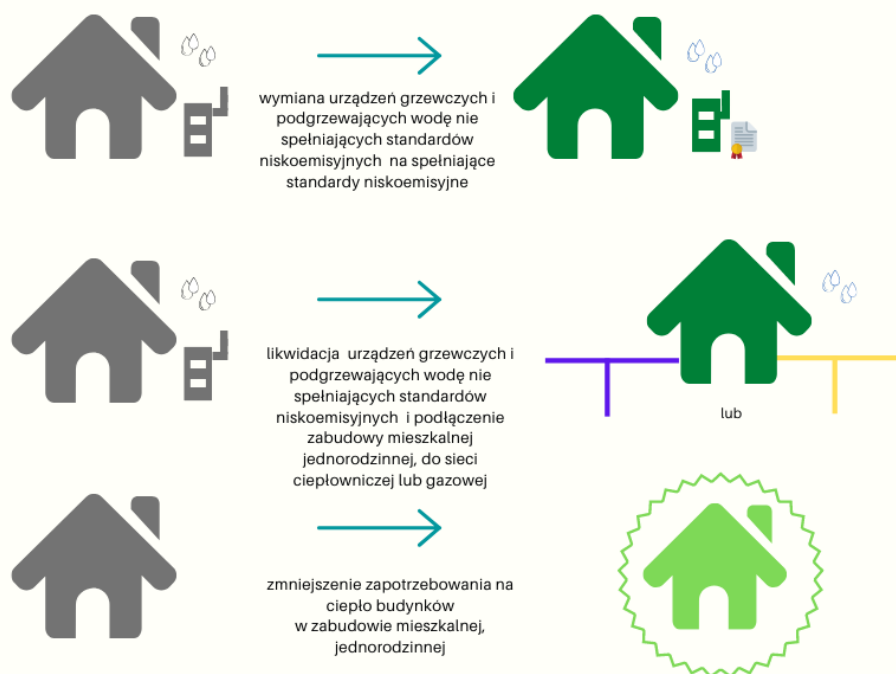 wymiana urządzeń grzewczych i
podgrzewających wodę nie
spełniających standardów
niskoemisyjnych na spełniające
standardy niskoemisyjne
likwidacja urządzeń grzewczych i
podgrzewających wodę nie
spełniających standardów
niskoemisyjnych i podłączenie
zabudowy mieszkalnej
jednorodzinnej, do sieci
ciepłowniczej lub gazowej
lub
zmniejszenie zapotrzebowania na
ciepło budynków
w zabudowie mieszkalnej,
jednorodzinnej